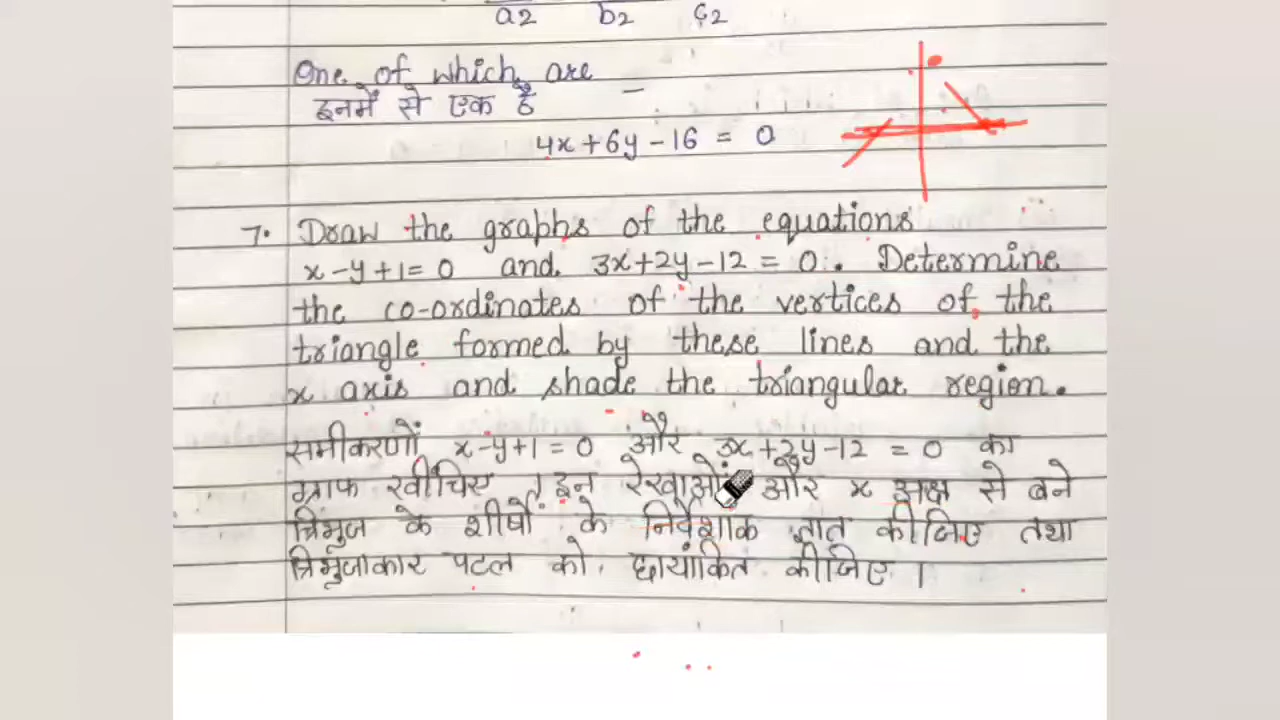 a2 b2 c2
One of which are
इनमें से एक है –
4x + 6y - 16 = 0
7. Draw the graphs of the equations
x - y + 1 = 0 and 3x + 2y - 12 = 0. Determine
the co-ordinates of the vertices of the
triangle formed by these lines and the
x axis and shade the triangular region.
समीकरणों x - y + 1 = 0 और 3x + 2y - 12 = 0 का
ग्राफ खींचिए । इन रेखाओं और x अक्ष से बने
त्रिभुज के शीर्षों के निर्देशांक ज्ञात कीजिए तथा
त्रिभुजाकार पटल को छायांकित कीजिए ।